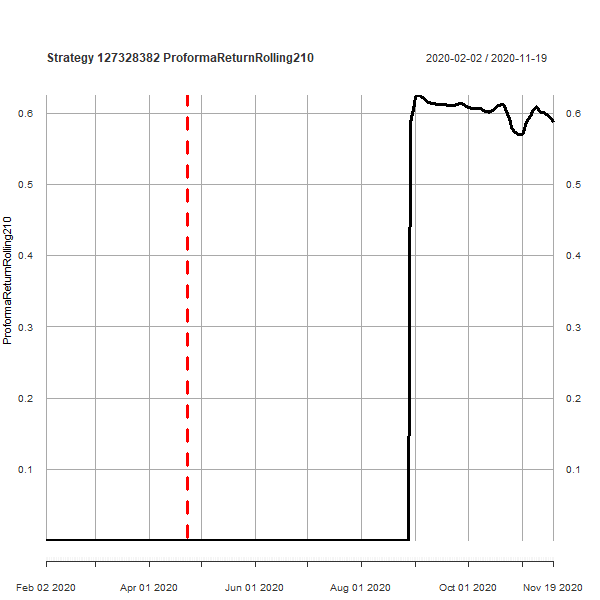 Strategy 127328382 ProformaReturnRolling210
2020-02-02 / 2020-11-19
ProformaReturnRolling210
0.6
0.5
0.4
0.3
0.2
0.1
0.6
0.5
0.4
0.3
0.2
0.1
Feb 02 2020
Apr 01 2020
Jun 01 2020
Aug 01 2020
Oct 01 2020
Nov 19 2020